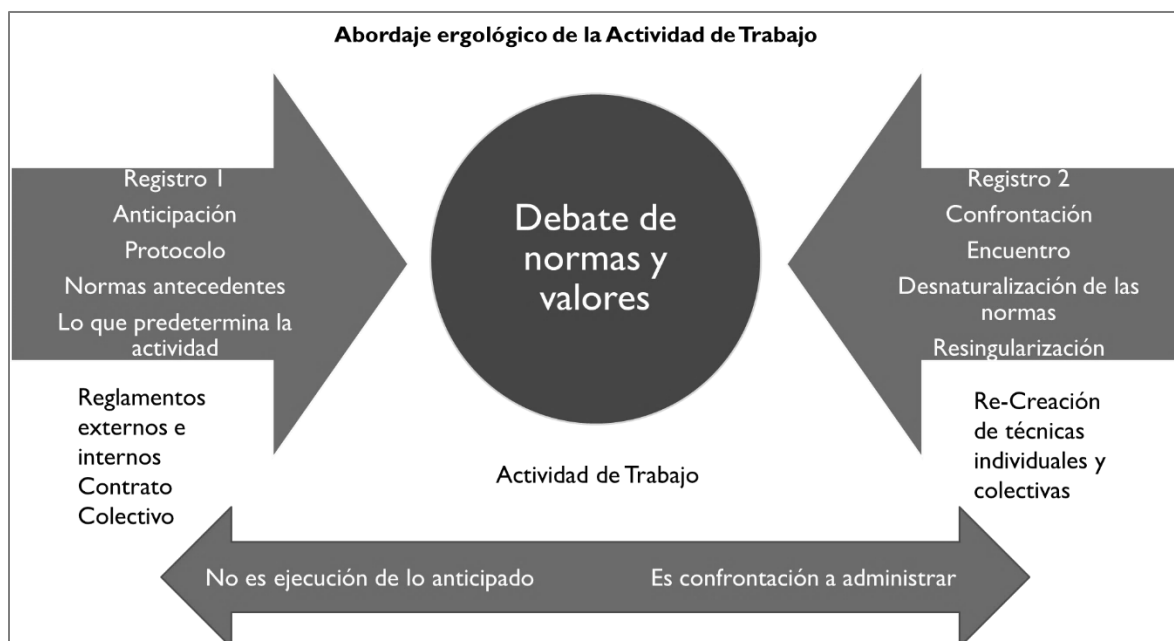 Abordaje ergológico de la Actividad de Trabajo
Registro 1
Anticipación
Protocolo
Normas antecedentes
Lo que predetermina la
actividad
Debate de
normas y
valores
Registro 2
Confrontación
Encuentro
Desnaturalización de las
normas
Resingularización
Reglamentos
externos e
internos
Contrato
Colectivo
Actividad de Trabajo
Re-Creación
de técnicas
individuales y
colectivas
No es ejecución de lo anticipado
Es confrontación a administrar